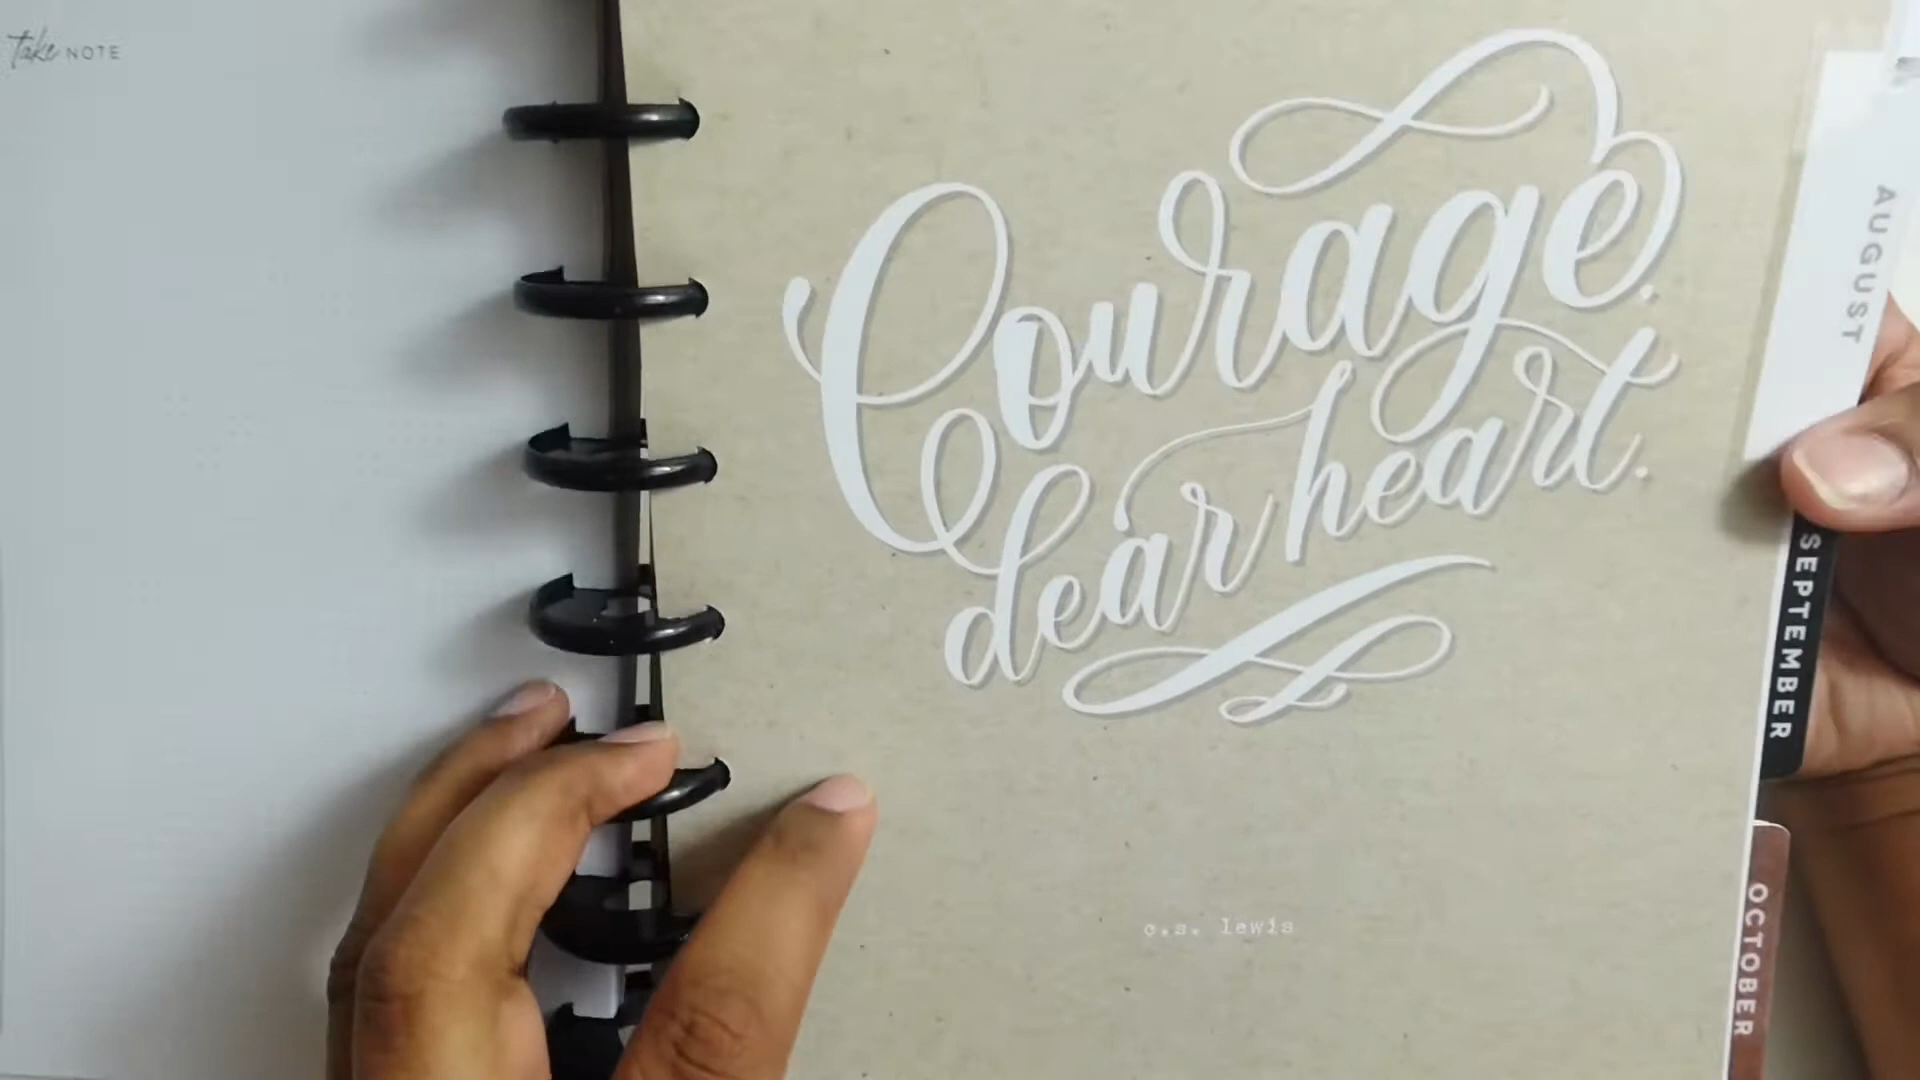 take NOTE
Courage.
dear heart.
c.s. lewis
AUGUST
SEPTEMBER
OCTOBER